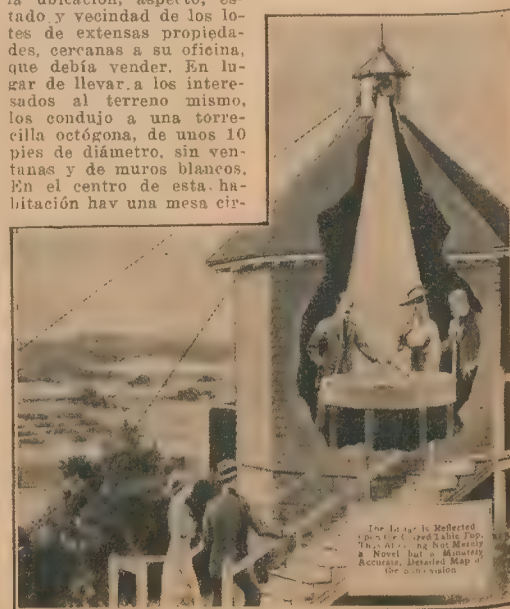 la ubicación, aspecto, es-
tado y vecindad de los lo-
tes de extensas propieda-
des, cercanas a su oficina,
que debía vender. En lu-
gar de llevar a los intere-
sados al terreno mismo,
los condujo a una torre-
cilla octógona, de unos 10
pies de diámetro, sin ven-
tanas y de muros blancos.
En el centro de esta ha-
bitación hay una mesa cir-
The Image Is Reflected
Table Top,
Not Merely
a Novel but a Minutely
Accurate, Detailed Map